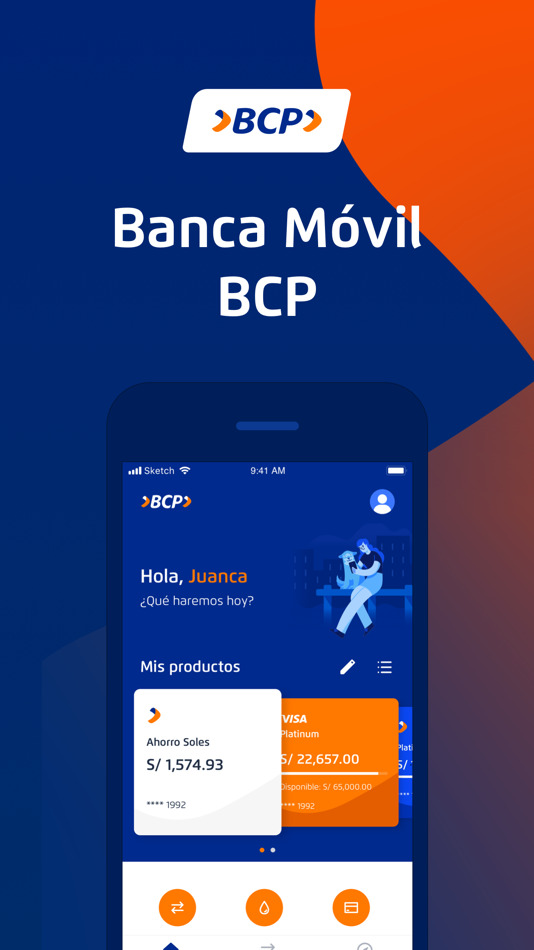 BCP
Banca Móvil
BCP
Sketch
9:41 AM
BCP
Hola, Juanca
¿Qué haremos hoy?
Mis productos
Ahorro Soles
S/ 1,574.93
**** 1992
VISA
Platinum
S/ 22,657.00
Disponible: S/ 65,000.00
**** 1992